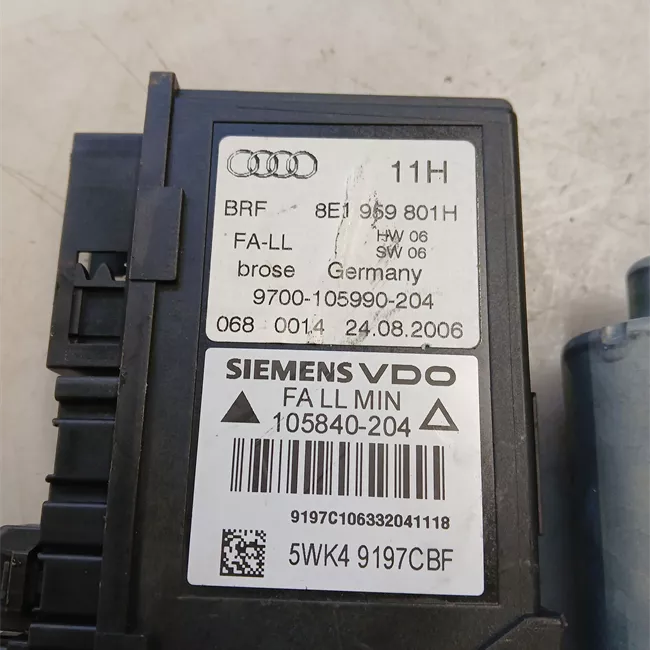 11H
BRF 8E1 959 801H
FA-LL HW 06
SW 06
brose Germany
9700-105990-204
068 0014 24.08.2006
SIEMENS VDO
FA LL MIN
105840-204
9197C106332041118
5WK4 9197CBF